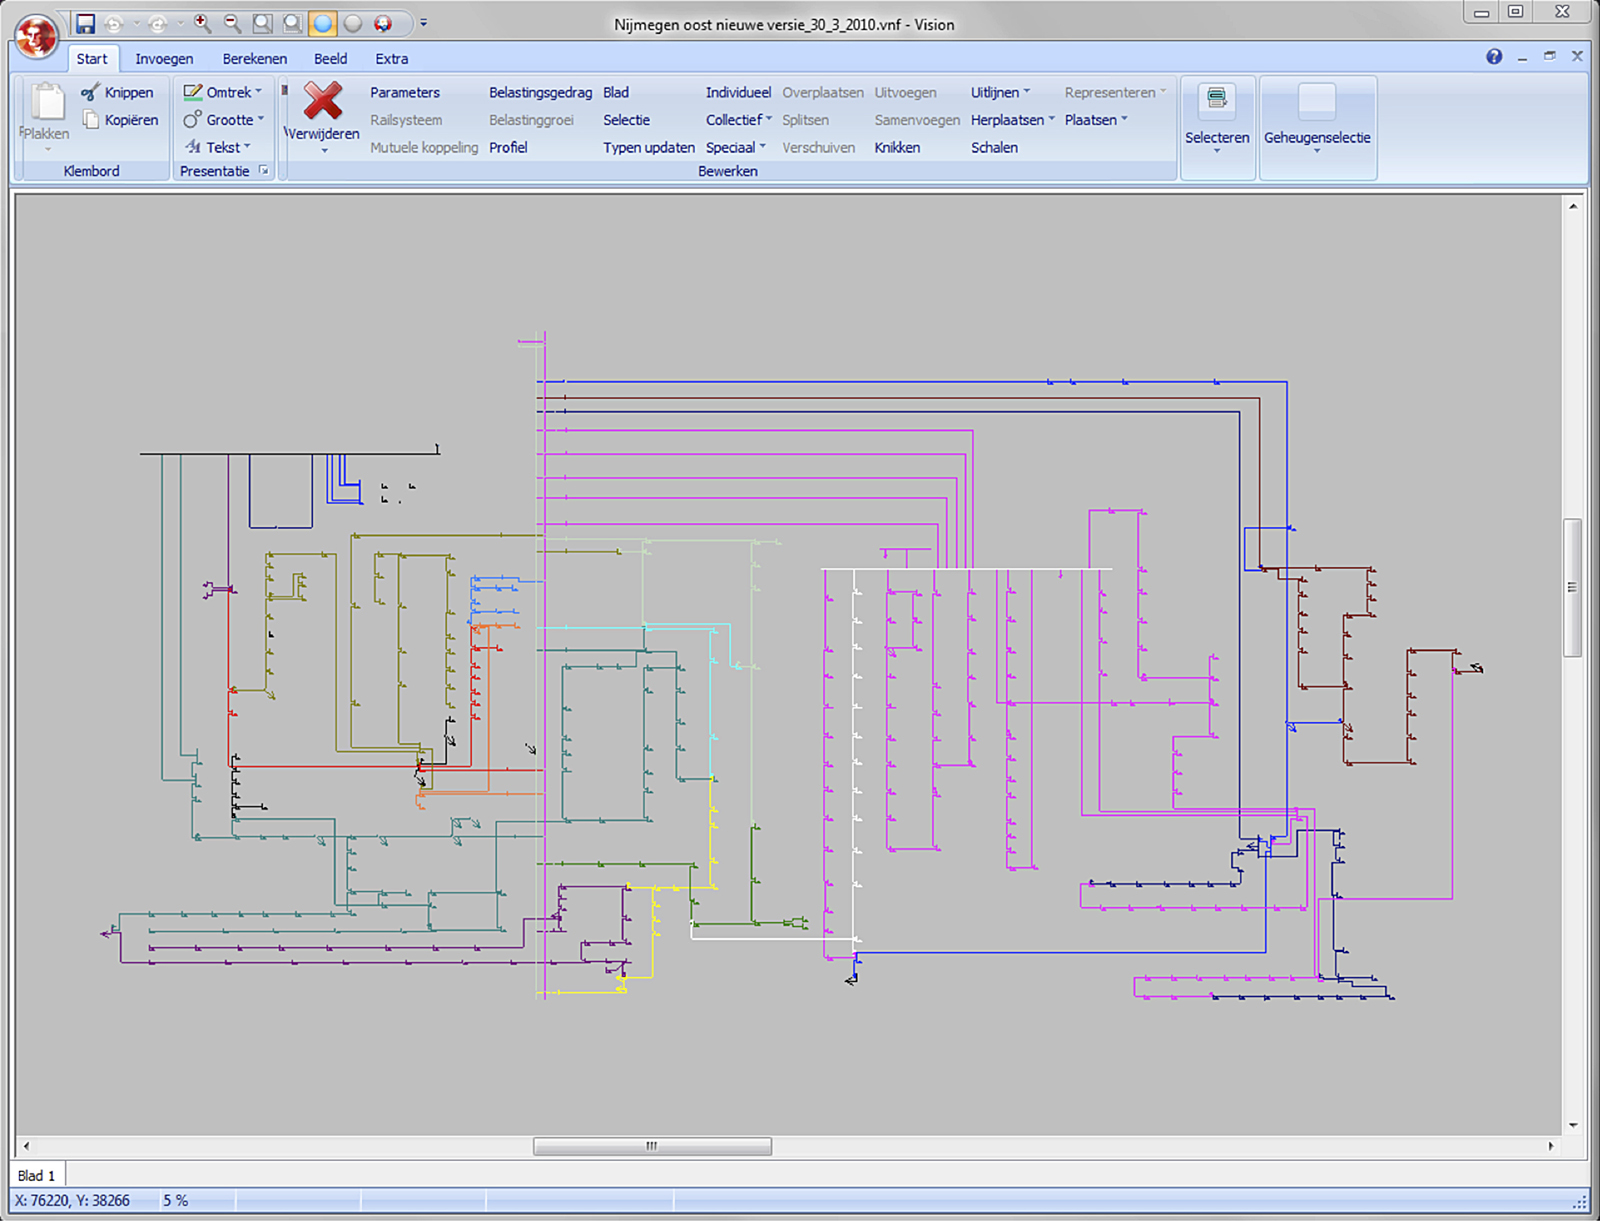 Nijmegen oost nieuwe versie_30_3_2010.vnf - Vision
Start Invoegen Berekenen Beeld Extra
Knippen Omtrek Parameters Belastingsgedrag Blad Individueel Overplaatsen Uitvoegen Uitlijnen Representeren
Plakken Kopiëren Grootte Verwijderen Railsysteem Belastinggroei Selectie Collectief Splitsen Samenvoegen Herplaatsen Plaatsen Selecteren Geheugenselectie
Tekst Mutuele koppeling Profiel Typen updaten Speciaal Verschuiven Knikken Schalen
Klembord Presentatie Bewerken
Blad 1
X: 76220, Y: 38266 5 %